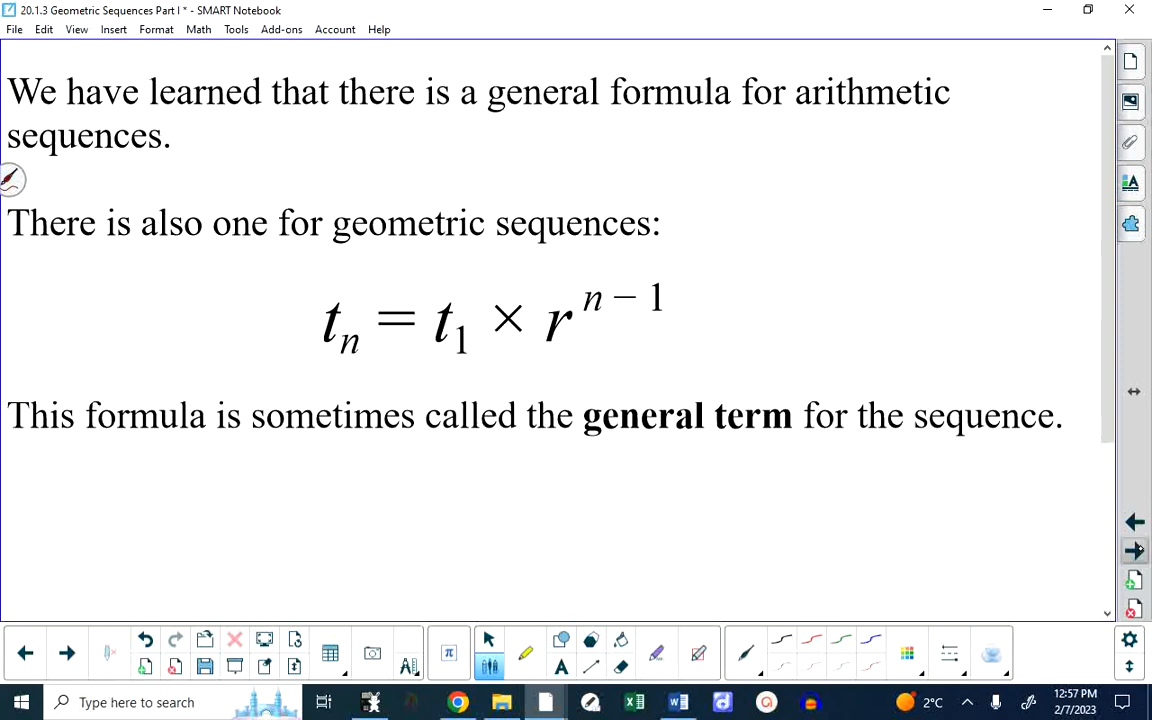 20.1.3 Geometric Sequences Part I * - SMART Notebook
File Edit View Insert Format Math Tools Add-ons Account Help
We have learned that there is a general formula for arithmetic
sequences.
There is also one for geometric sequences:
tₙ = t₁ × rⁿ⁻¹
This formula is sometimes called the general term for the sequence.
Type here to search
2°C
12:57 PM
2/7/2023